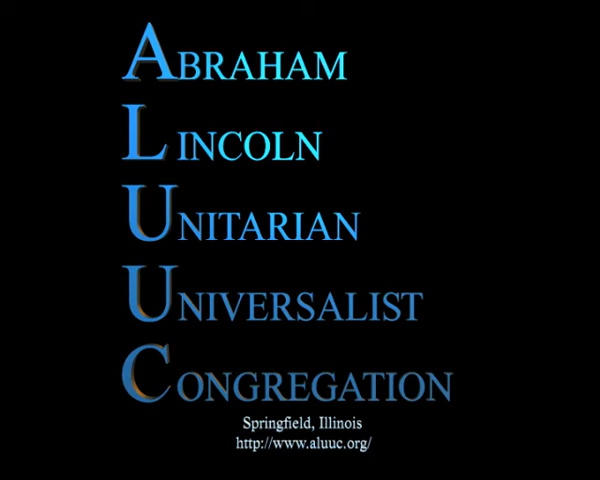 ABRAHAM
LINCOLN
UNITARIAN
UNIVERSALIST
CONGREGATION
Springfield, Illinois
http://www.aluuc.org/